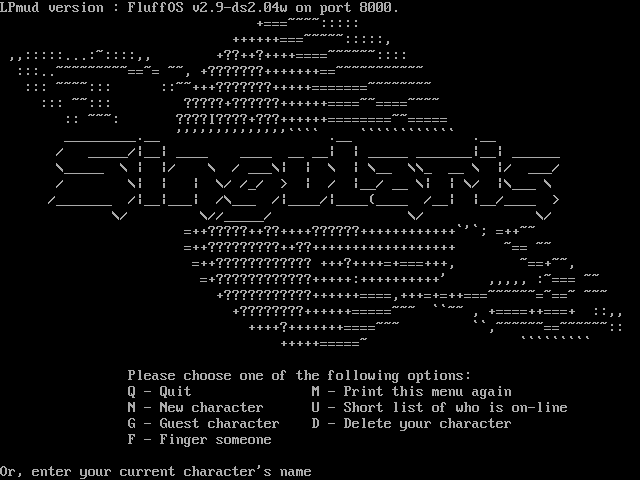 LPmud version : FluffOS v2.9-ds2.04w on port 8000.
Singularis
Please choose one of the following options:
Q - Quit M - Print this menu again
N - New character U - Short list of who is on-line
G - Guest character D - Delete your character
F - Finger someone
Or, enter your current character's name